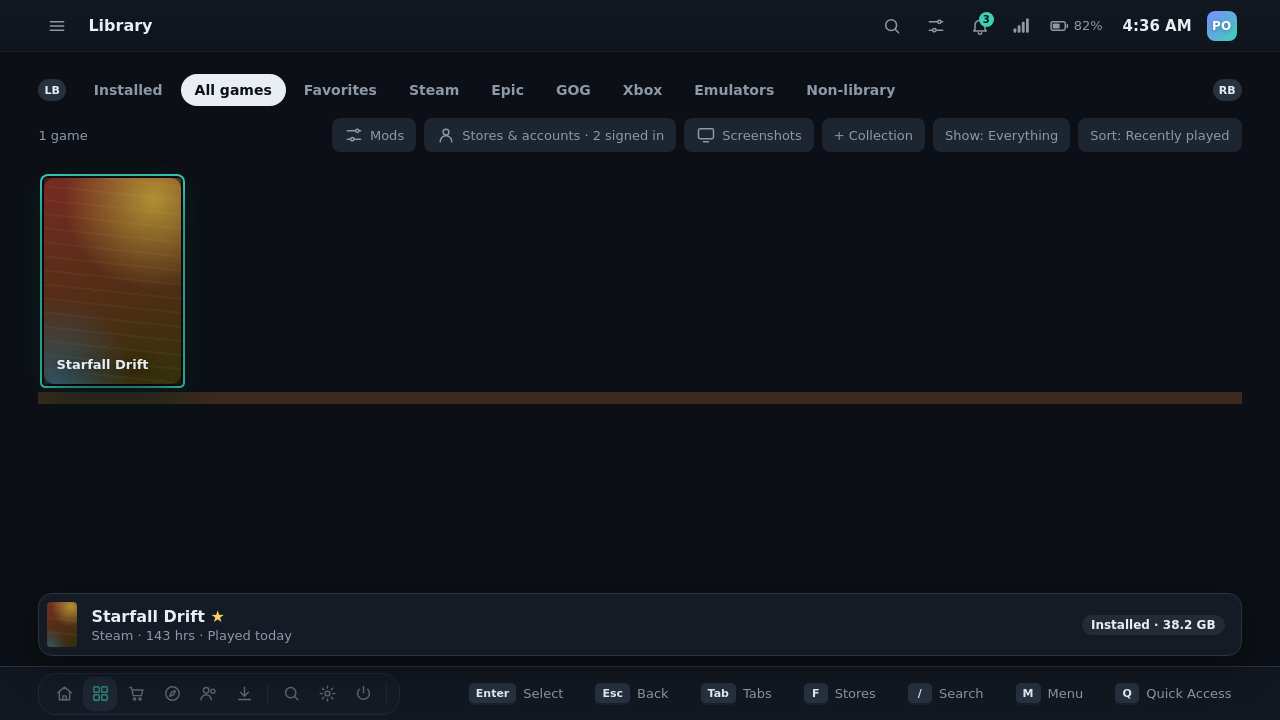 Library
3
82%
4:36 AM
PO
LB
Installed
All games
Favorites
Steam
Epic
GOG
Xbox
Emulators
Non-library
RB
1 game
Mods
Stores & accounts · 2 signed in
Screenshots
+ Collection
Show: Everything
Sort: Recently played
Starfall Drift
Starfall Drift ★
Steam · 143 hrs · Played today
Installed · 38.2 GB
Enter Select
Esc Back
Tab Tabs
F Stores
/ Search
M Menu
Q Quick Access